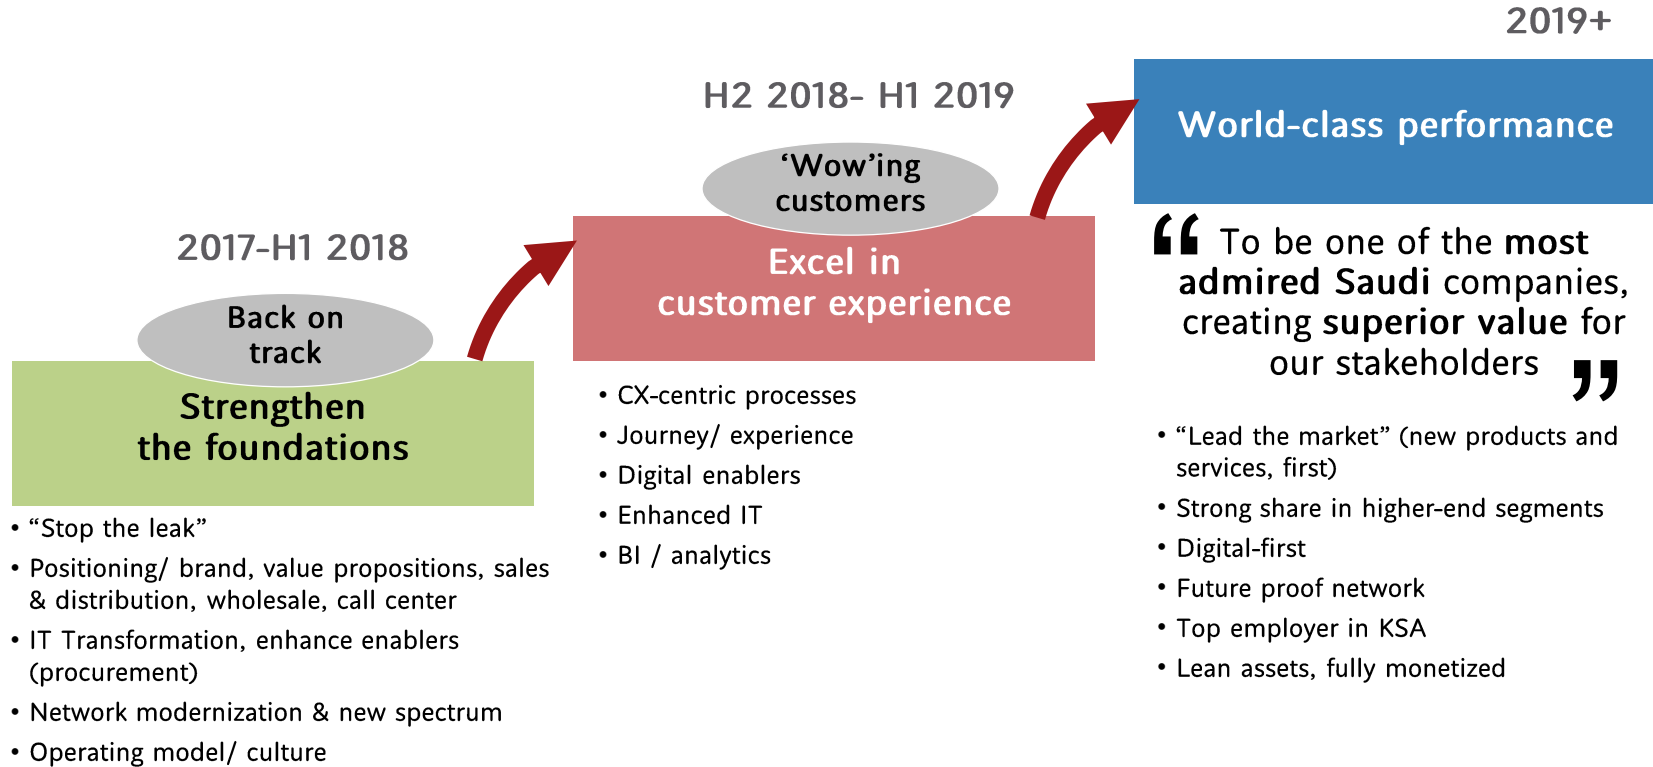 2017-H1 2018
Back on
track
Strengthen
the foundations
• “Stop the leak”
• Positioning/ brand, value propositions, sales
& distribution, wholesale, call center
• IT Transformation, enhance enablers
(procurement)
• Network modernization & new spectrum
• Operating model/ culture
H2 2018- H1 2019
‘Wow’ing
customers
Excel in
customer experience
• CX-centric processes
• Journey/ experience
• Digital enablers
• Enhanced IT
• BI / analytics
2019+
World-class performance
“ To be one of the most
admired Saudi companies,
creating superior value for
our stakeholders ”
• “Lead the market” (new products and
services, first)
• Strong share in higher-end segments
• Digital-first
• Future proof network
• Top employer in KSA
• Lean assets, fully monetized